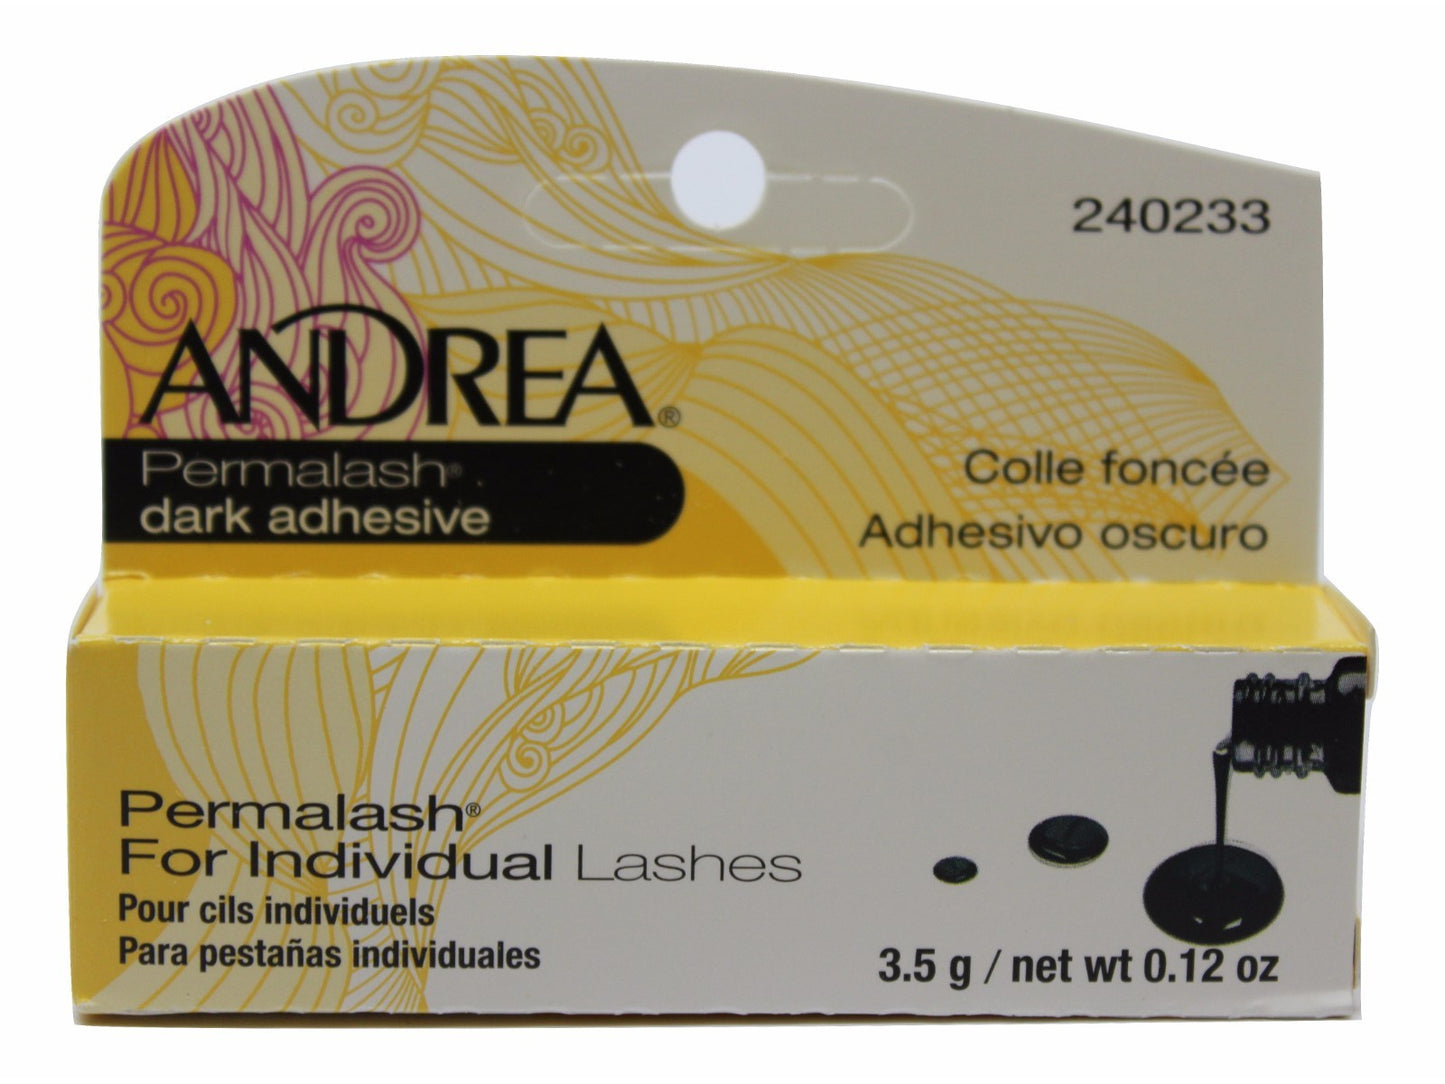 240233
ANDREA®
Permalash®
dark adhesive
Colle foncée
Adhesivo oscuro
Permalash®
For Individual Lashes
Pour cils individuels
Para pestañas individuales
3.5 g / net wt 0.12 oz